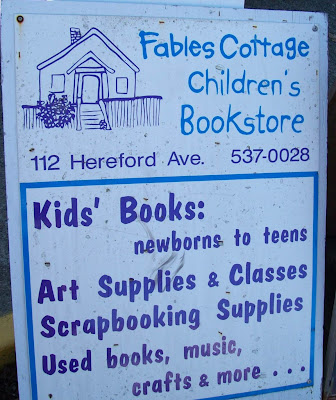 Fables Cottage
Children's
Bookstore
112 Hereford Ave. 537-0028
Kids' Books:
newborns to teens
Art Supplies & Classes
Scrapbooking Supplies
Used books, music,
crafts & more . . .